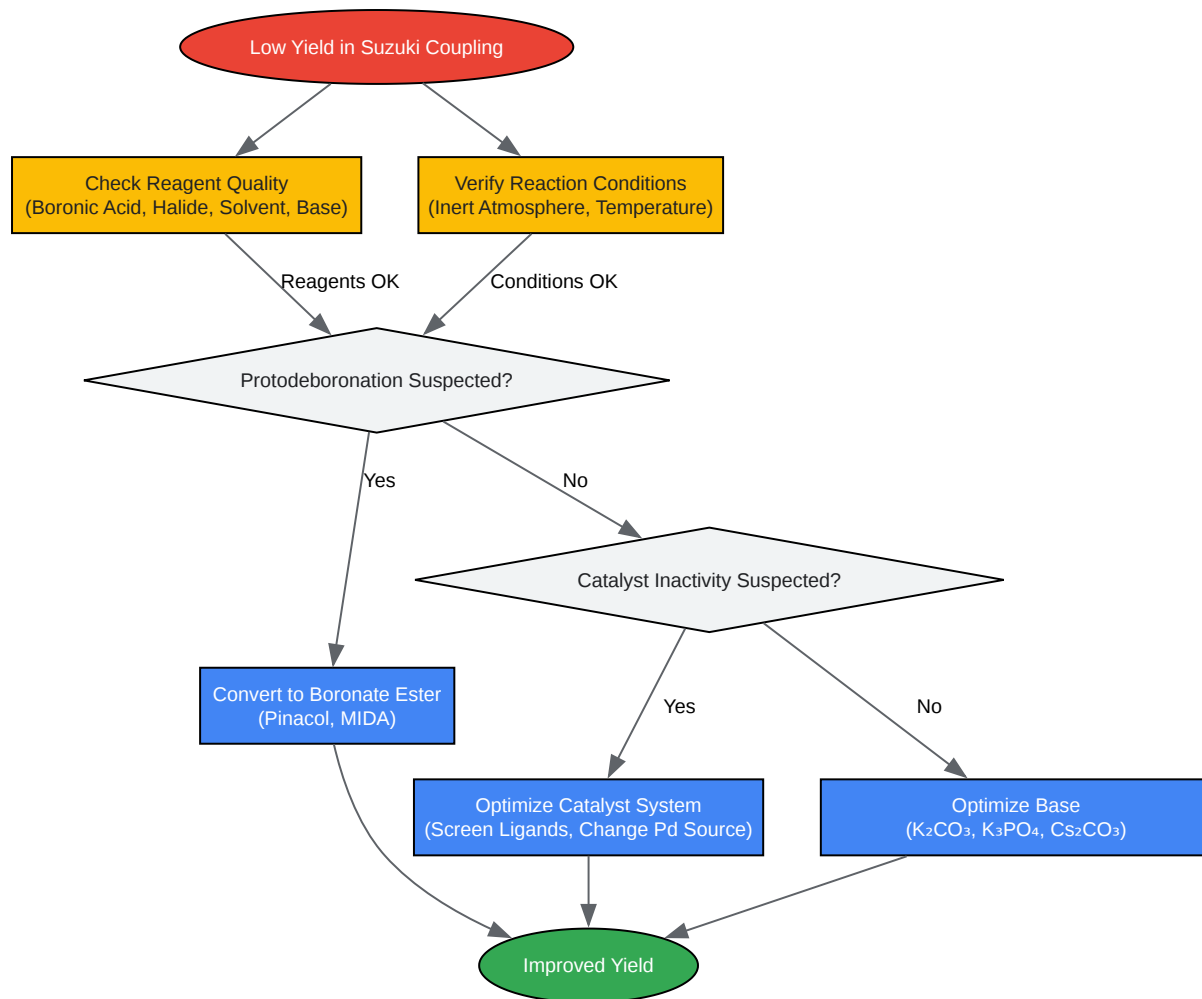 Low Yield in Suzuki Coupling
Check Reagent Quality
(Boronic Acid, Halide, Solvent, Base)
Verify Reaction Conditions
(Inert Atmosphere, Temperature)
Reagents OK
Conditions OK
Protodeboronation Suspected?
Yes
No
Catalyst Inactivity Suspected?
Convert to Boronate Ester
(Pinacol, MIDA)
Yes
No
Optimize Catalyst System
(Screen Ligands, Change Pd Source)
Optimize Base
(K₂CO₃, K₃PO₄, Cs₂CO₃)
Improved Yield